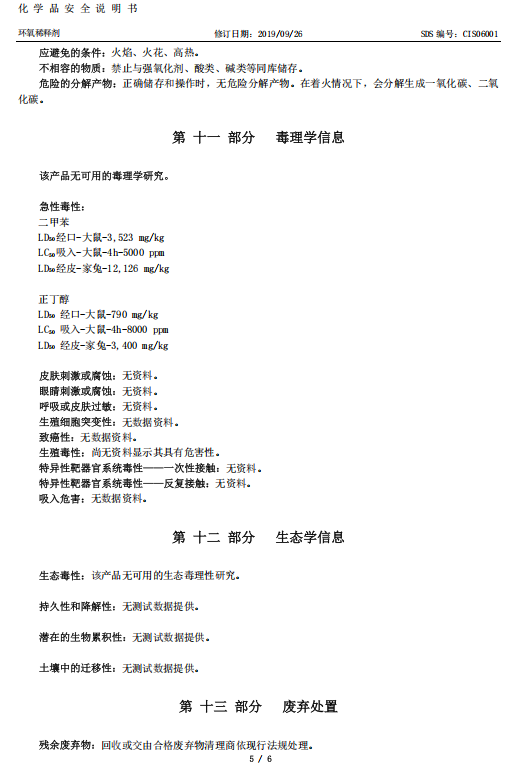 化 学 品 安 全 说 明 书
环氧稀释剂 修订日期：2019/09/26 SDS 编号：CIS06001
应避免的条件：火焰、火花、高热。
不相容的物质：禁止与强氧化剂、酸类、碱类等同库储存。
危险的分解产物：正确储存和操作时，无危险分解产物。在着火情况下，会分解生成一氧化碳、二氧
化碳。
第 十一 部分 毒理学信息
该产品无可用的毒理学研究。
急性毒性：
二甲苯
LD₅₀经口-大鼠-3,523 mg/kg
LC₅₀吸入-大鼠-4h-5000 ppm
LD₅₀经皮-家兔-12,126 mg/kg
正丁醇
LD₅₀ 经口-大鼠-790 mg/kg
LC₅₀ 吸入-大鼠-4h-8000 ppm
LD₅₀ 经皮-家兔-3,400 mg/kg
皮肤刺激或腐蚀：无资料。
眼睛刺激或腐蚀：无资料。
呼吸或皮肤过敏：无资料。
生殖细胞突变性：无数据资料。
致癌性：无数据资料。
生殖毒性：尚无资料显示其具有危害性。
特异性靶器官系统毒性——一次性接触：无资料。
特异性靶器官系统毒性——反复接触：无资料。
吸入危害：无数据资料。
第 十二 部分 生态学信息
生态毒性：该产品无可用的生态毒理性研究。
持久性和降解性：无测试数据提供。
潜在的生物累积性：无测试数据提供。
土壤中的迁移性：无测试数据提供。
第 十三 部分 废弃处置
残余废弃物：回收或交由合格废弃物清理商依现行法规处理。
5 / 6